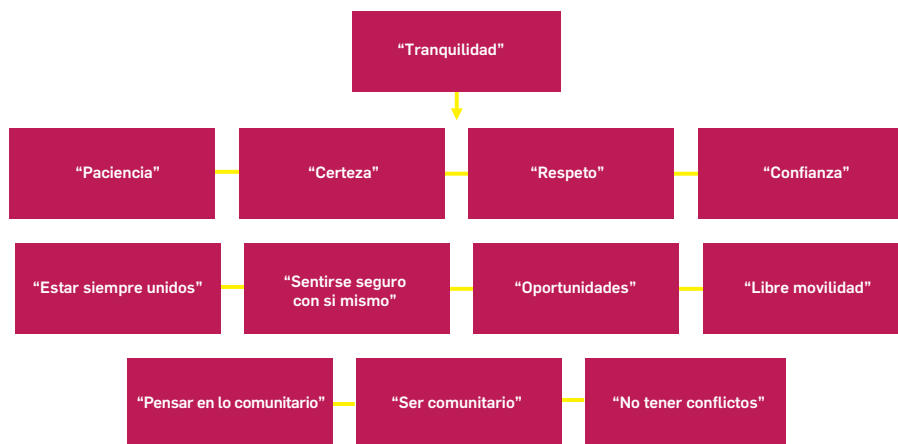 “Tranquilidad”
“Paciencia”
“Certeza”
“Respeto”
“Confianza”
“Estar siempre unidos”
“Sentirse seguro
con si mismo”
“Oportunidades”
“Libre movilidad”
“Pensar en lo comunitario”
“Ser comunitario”
“No tener conflictos”